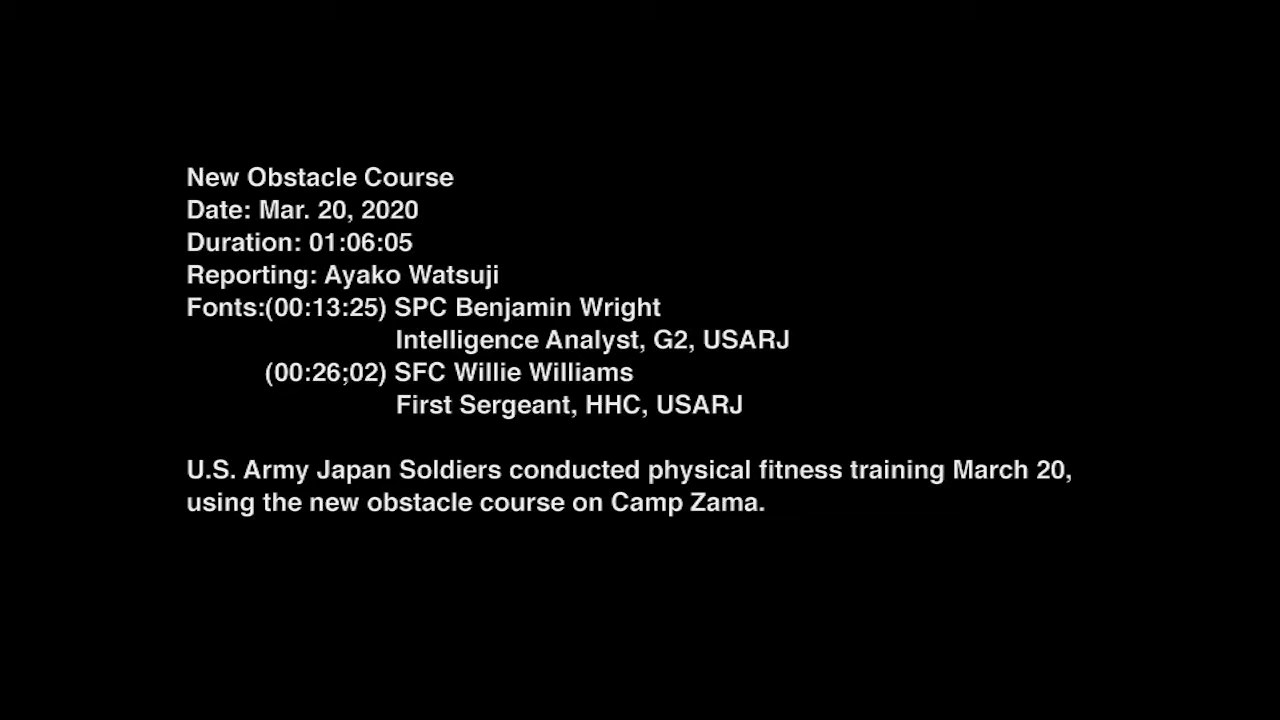 New Obstacle Course
Date: Mar. 20, 2020
Duration: 01:06:05
Reporting: Ayako Watsuji
Fonts:(00:13:25) SPC Benjamin Wright
Intelligence Analyst, G2, USARJ
(00:26;02) SFC Willie Williams
First Sergeant, HHC, USARJ
U.S. Army Japan Soldiers conducted physical fitness training March 20,
using the new obstacle course on Camp Zama.